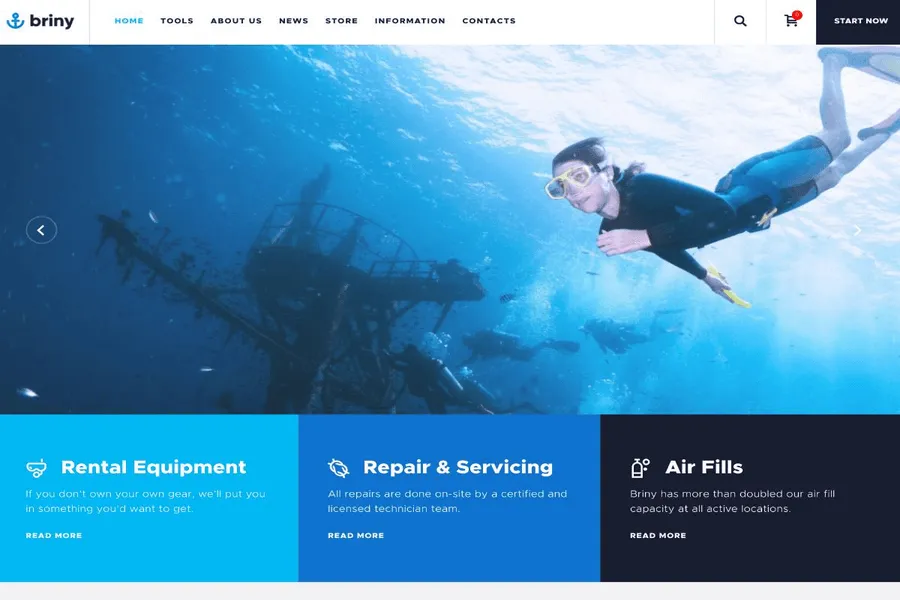 briny
HOME TOOLS ABOUT US NEWS STORE INFORMATION CONTACTS
START NOW
Rental Equipment
If you don't own your own gear, we'll put you
in something you'd want to get.
READ MORE
Repair & Servicing
All repairs are done on-site by a certified and
licensed technician team.
READ MORE
Air Fills
Briny has more than doubled our air fill
capacity at all active locations.
READ MORE